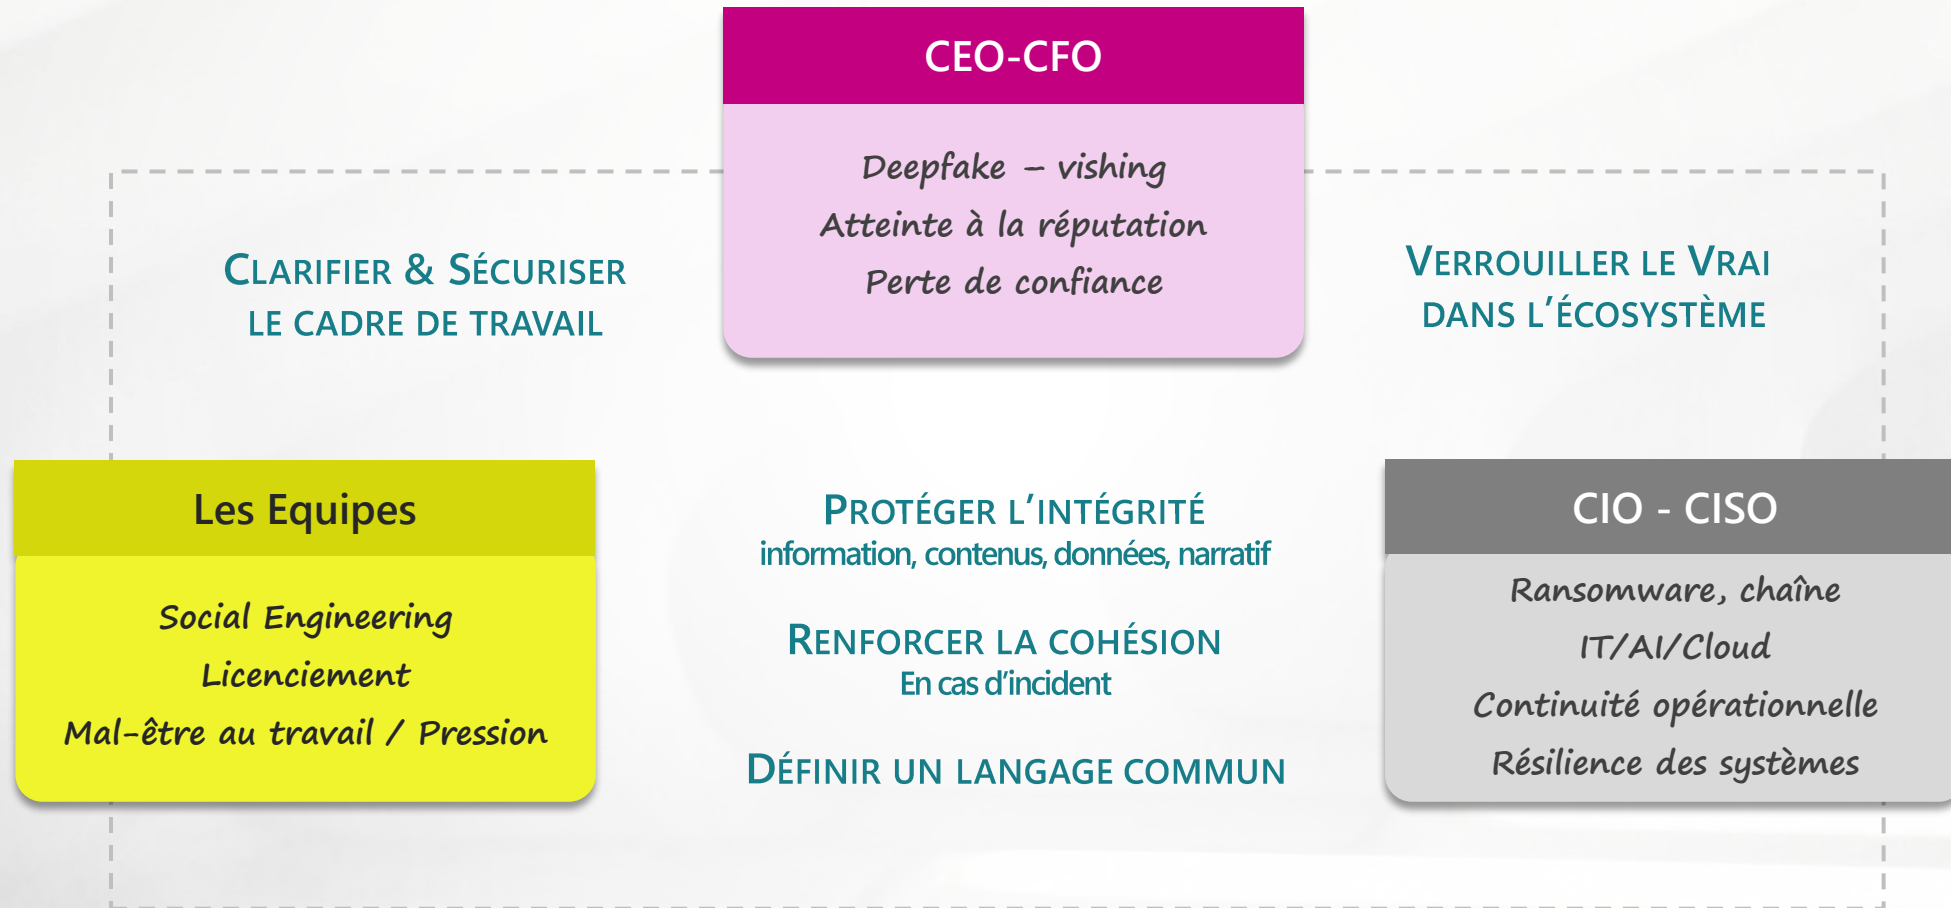 CEO-CFO
Deepfake – vishing
Atteinte à la réputation
Perte de confiance
CLARIFIER & SÉCURISER
LE CADRE DE TRAVAIL
VERROUILLER LE VRAI
DANS L'ÉCOSYSTÈME
Les Equipes
Social Engineering
Licenciement
Mal-être au travail / Pression
PROTÉGER L'INTÉGRITÉ
information, contenus, données, narratif
RENFORCER LA COHÉSION
En cas d'incident
DÉFINIR UN LANGAGE COMMUN
CIO - CISO
Ransomware, chaîne
IT/AI/Cloud
Continuité opérationnelle
Résilience des systèmes